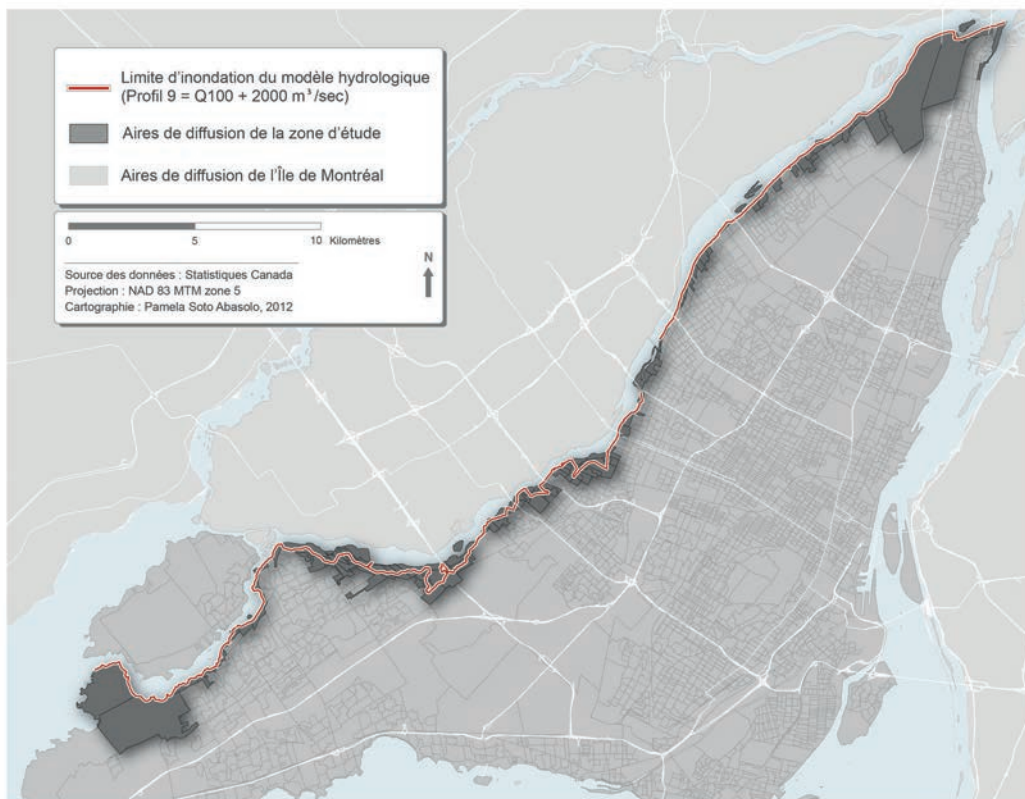 Limite d'inondation du modèle hydrologique
(Profil 9 = Q100 + 2000 m³/sec)
Aires de diffusion de la zone d'étude
Aires de diffusion de l'Île de Montréal
0 5 10 Kilomètres
N
Source des données : Statistiques Canada
Projection : NAD 83 MTM zone 5
Cartographie : Pamela Soto Abasolo, 2012